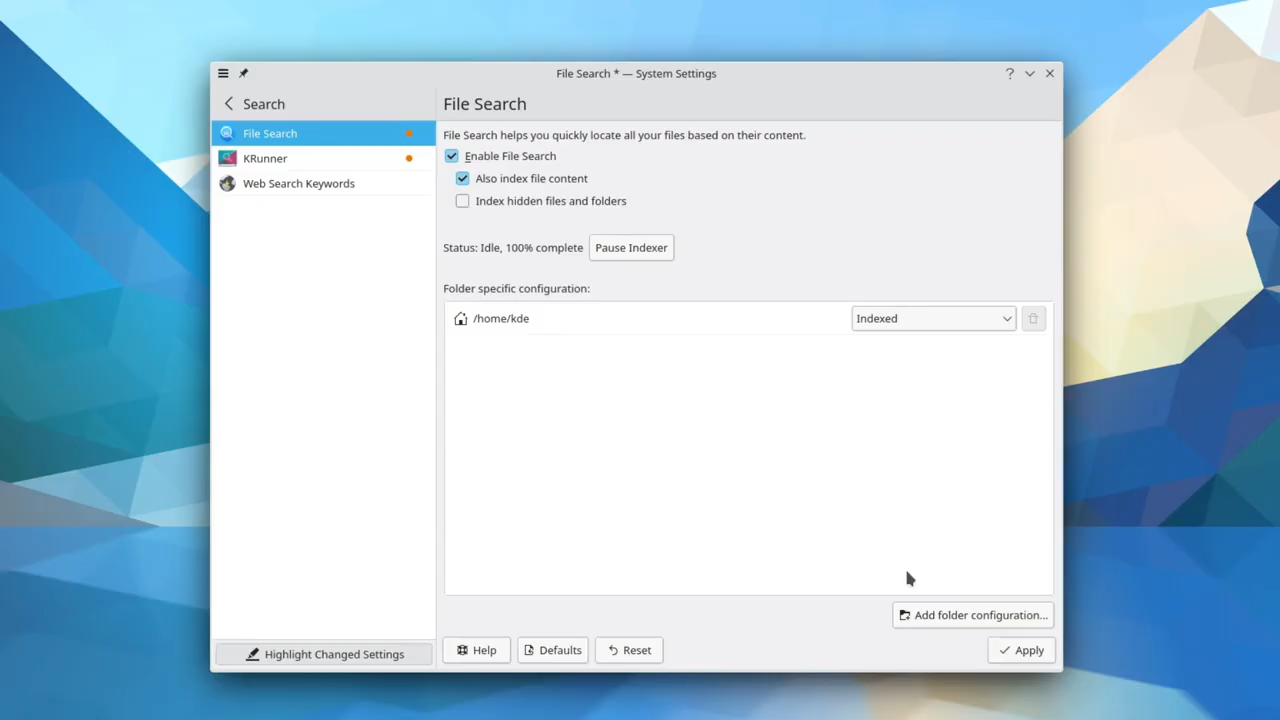 File Search * — System Settings
Search
File Search
KRunner
Web Search Keywords
Highlight Changed Settings
File Search
File Search helps you quickly locate all your files based on their content.
Enable File Search
Also index file content
Index hidden files and folders
Status: Idle, 100% complete
Pause Indexer
Folder specific configuration:
/home/kde
Indexed
Add folder configuration...
Help
Defaults
Reset
Apply